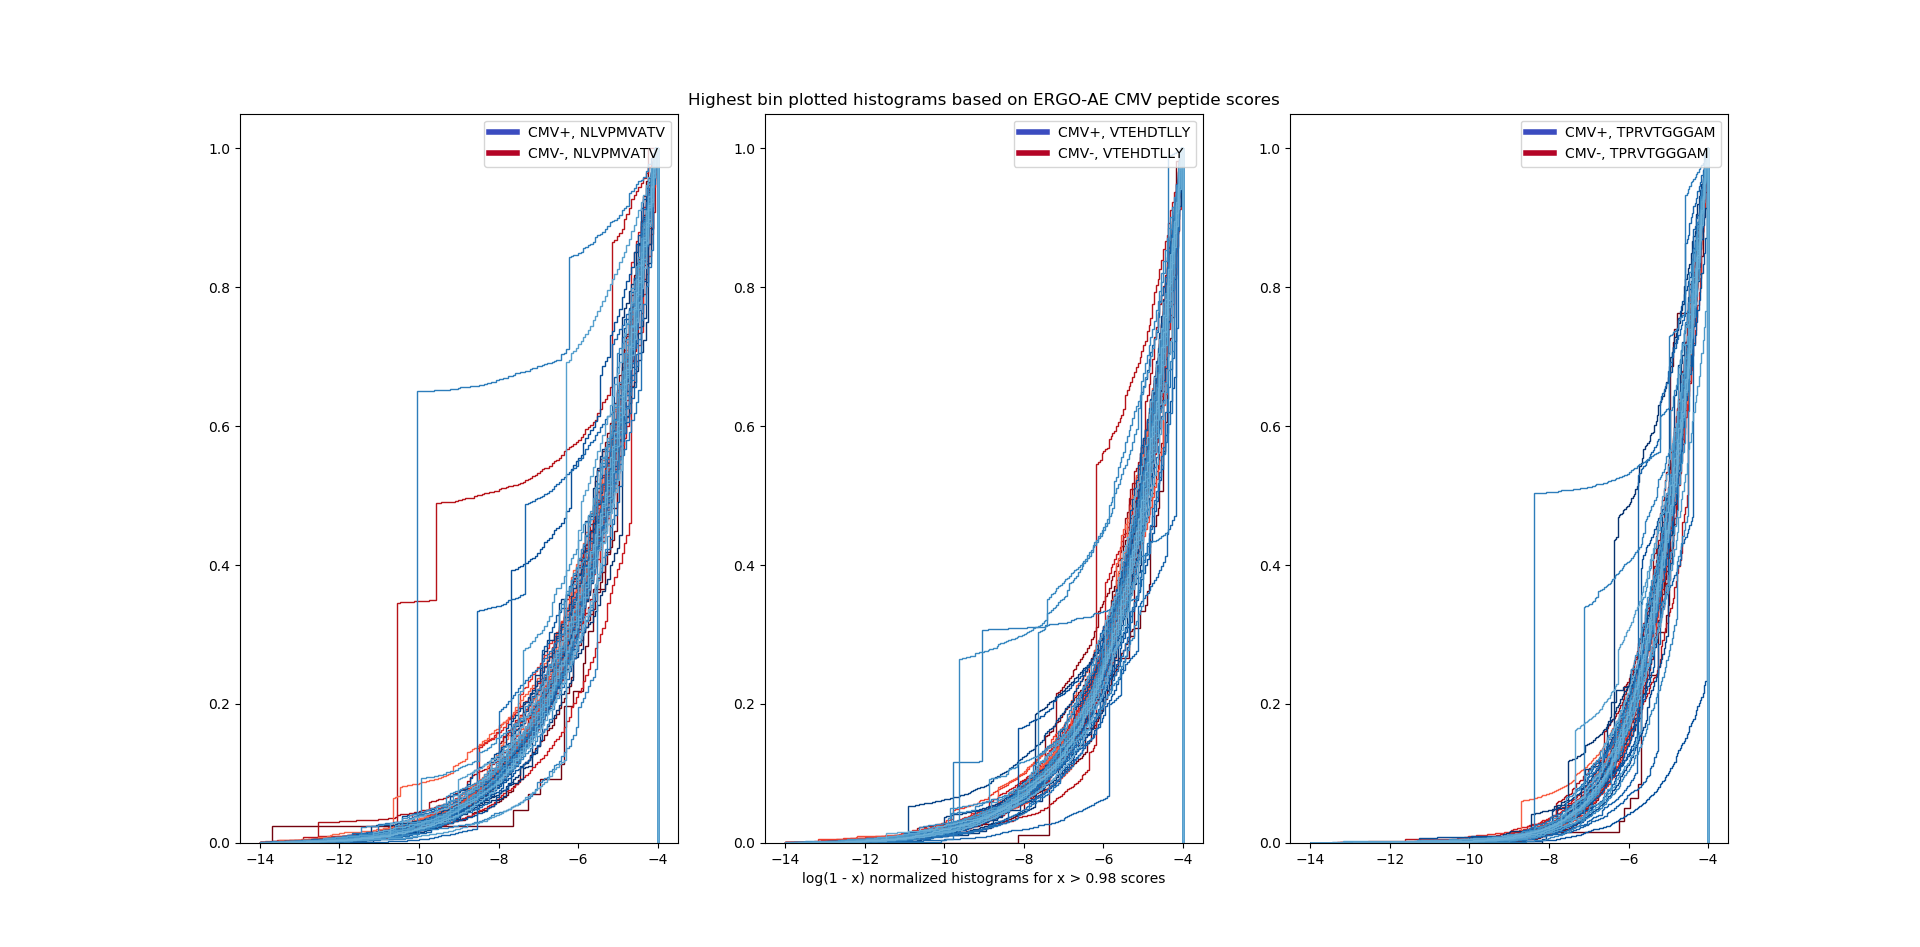 Highest bin plotted histograms based on ERGO-AE CMV peptide scores
CMV+, NLVPMVATV
CMV-, NLVPMVATV
1.0
0.8
0.6
0.4
0.2
0.0
−14 −12 −10 −8 −6 −4
CMV+, VTEHDTLLY
CMV-, VTEHDTLLY
1.0
0.8
0.6
0.4
0.2
0.0
−14 −12 −10 −8 −6 −4
log(1 - x) normalized histograms for x > 0.98 scores
CMV+, TPRVTGGGAM
CMV-, TPRVTGGGAM
1.0
0.8
0.6
0.4
0.2
0.0
−14 −12 −10 −8 −6 −4